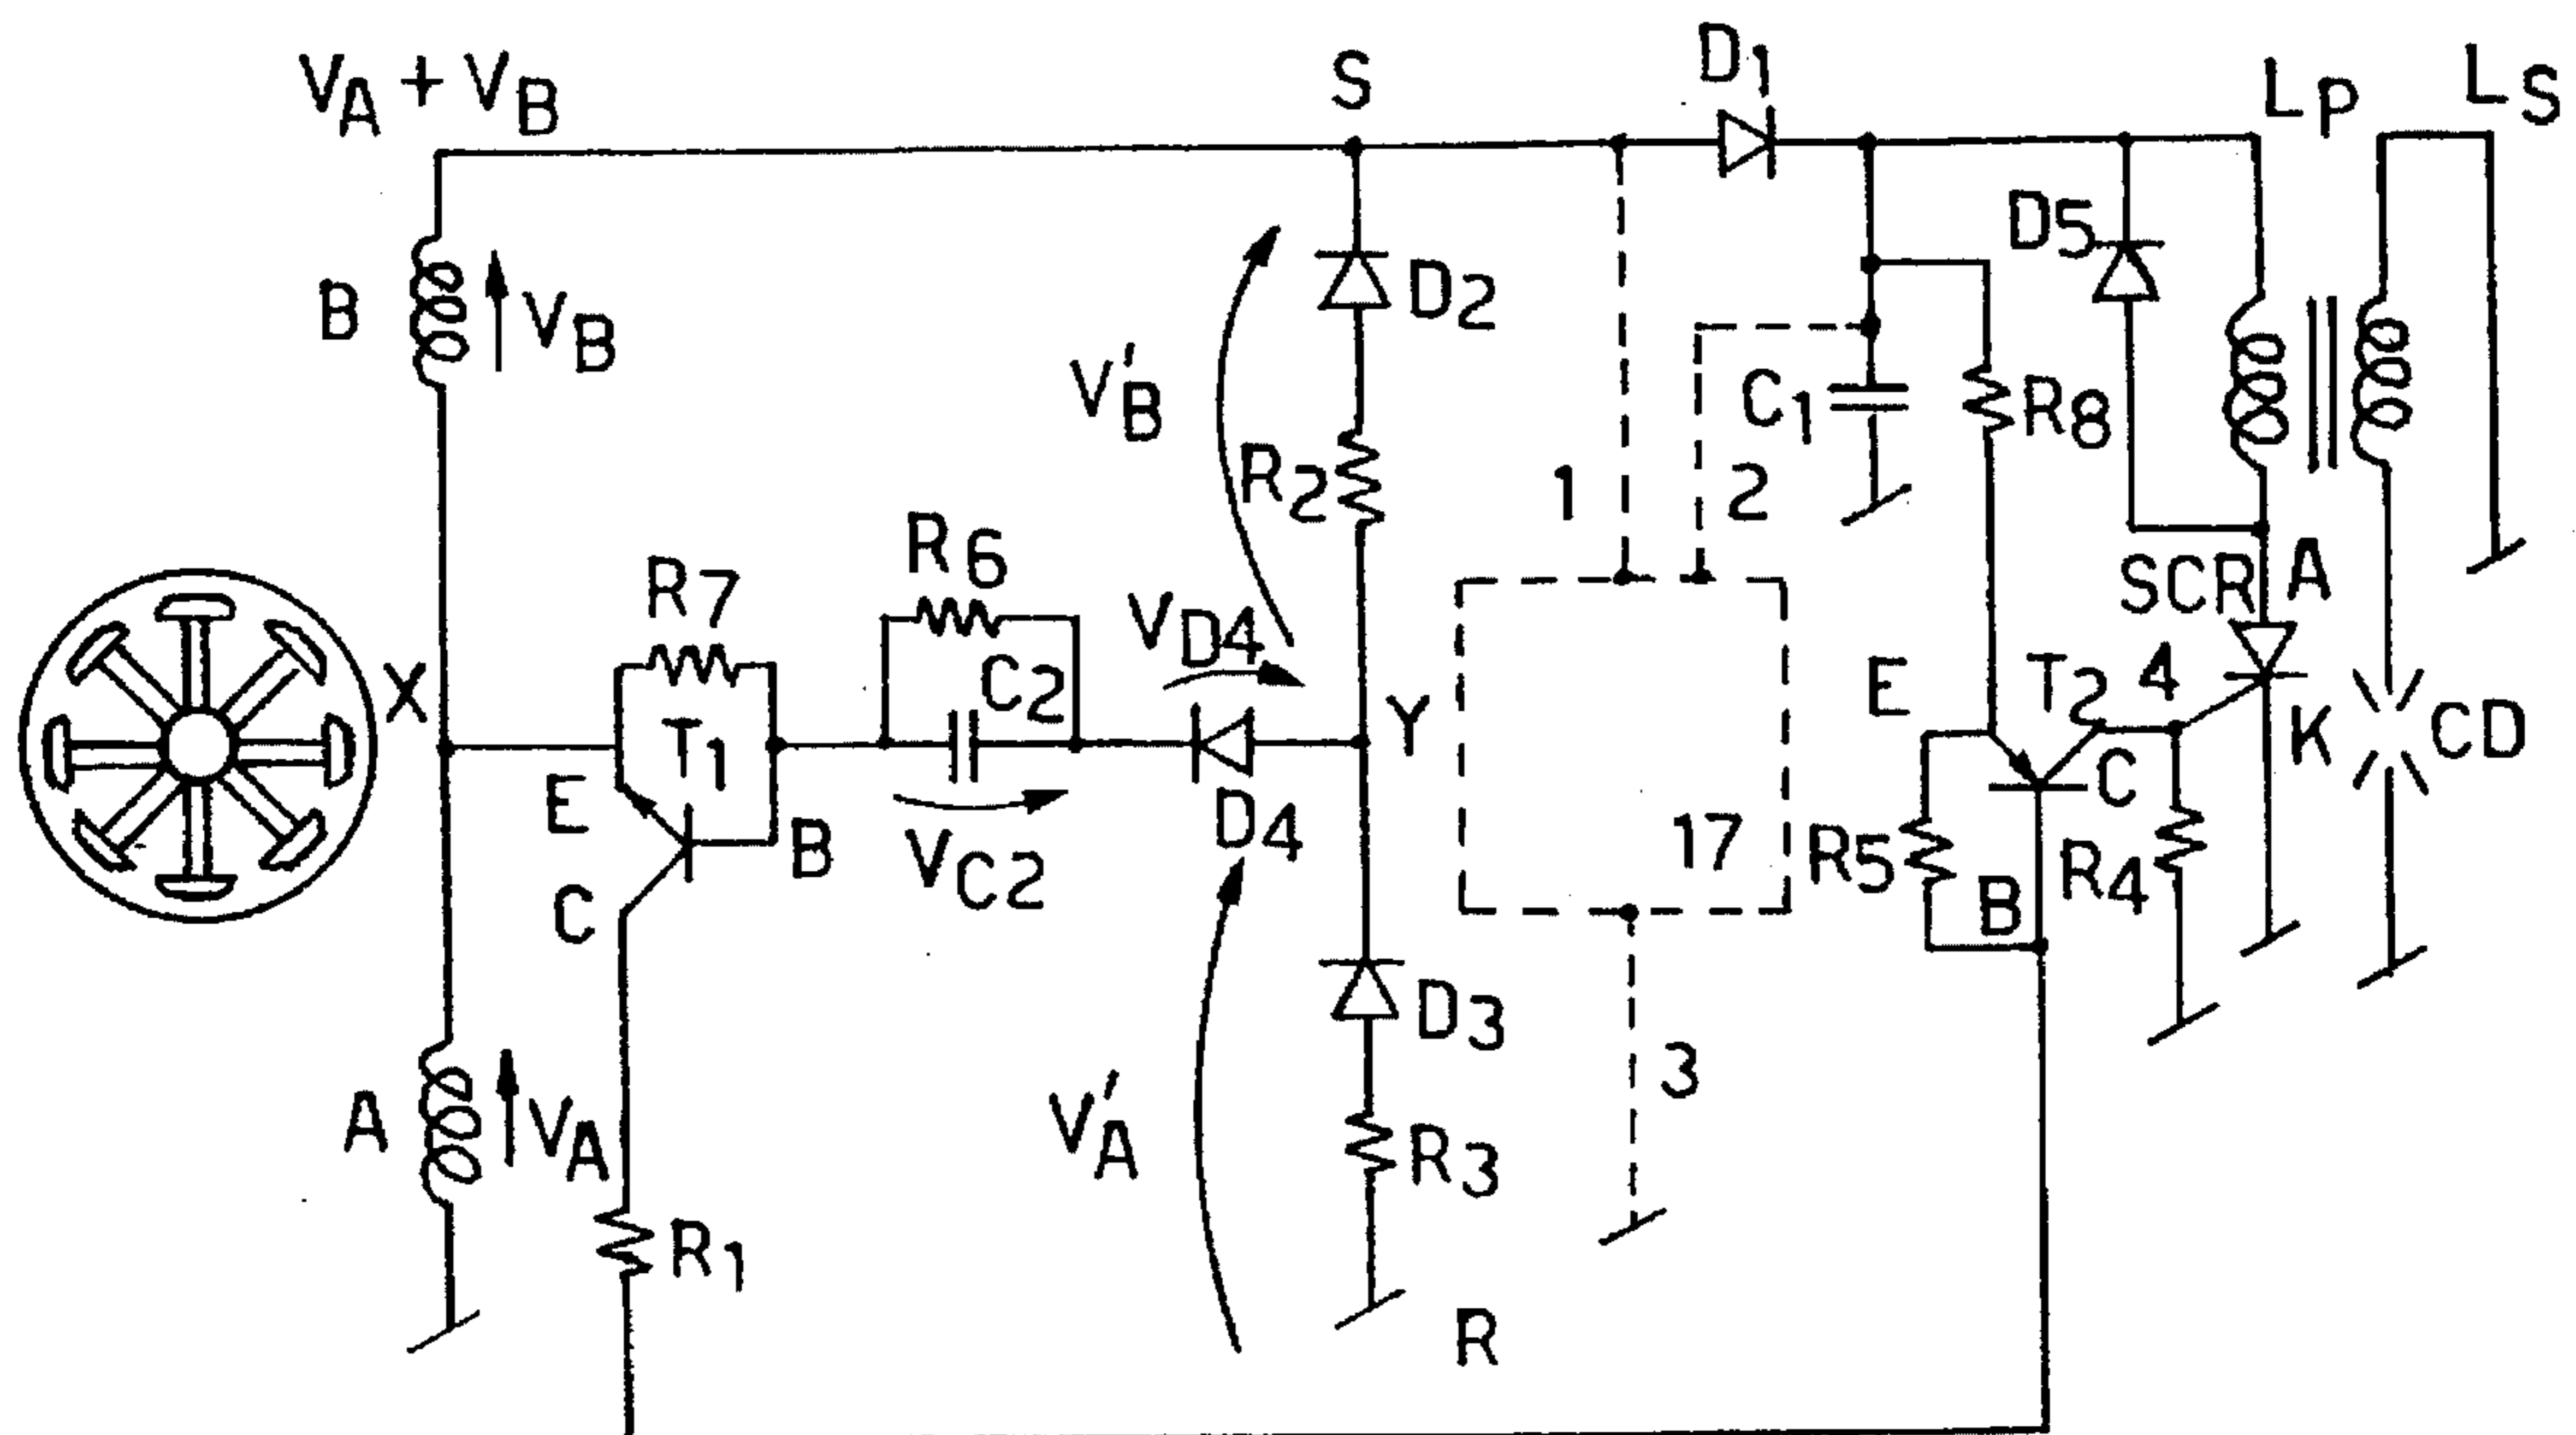 VA + VB
S
D1
LP
LS
B
VB
V'B
D2
D5
R2
C1
R8
1
2
R7
R6
C2
VD4
X
T1
Y
E
B
C
VC2
D4
17
SCR
A
E
T2
4
K
CD
C
R5
B
R4
A
VA
V'A
D3
R3
3
R1
R